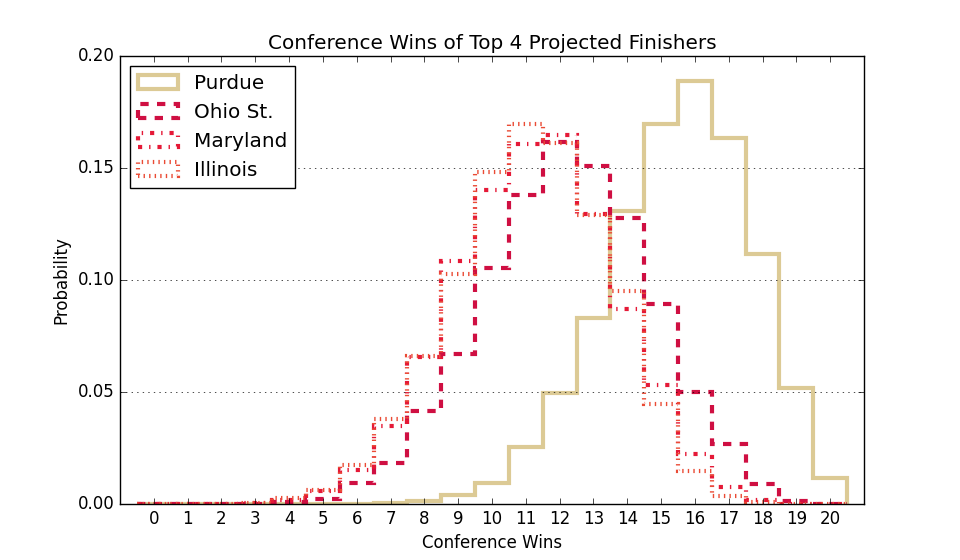 Conference Wins of Top 4 Projected Finishers
Purdue
Ohio St.
Maryland
Illinois
Probability
0.20
0.15
0.10
0.05
0.00
0 1 2 3 4 5 6 7 8 9 10 11 12 13 14 15 16 17 18 19 20
Conference Wins